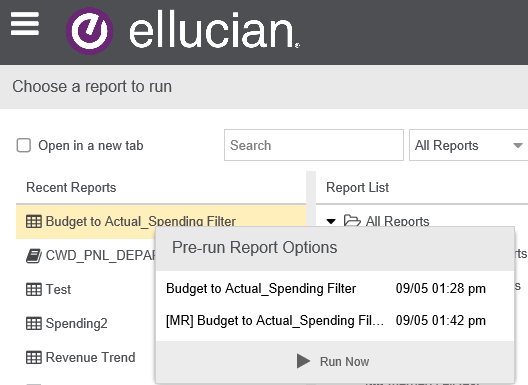 ellucian.
Choose a report to run
Open in a new tab
Search
All Reports
Recent Reports
Report List
Budget to Actual_Spending Filter
All Reports
CWD_PNL_DEPAR
Test
Spending2
Revenue Trend
Pre-run Report Options
Budget to Actual_Spending Filter 09/05 01:28 pm
[MR] Budget to Actual_Spending Fil... 09/05 01:42 pm
Run Now